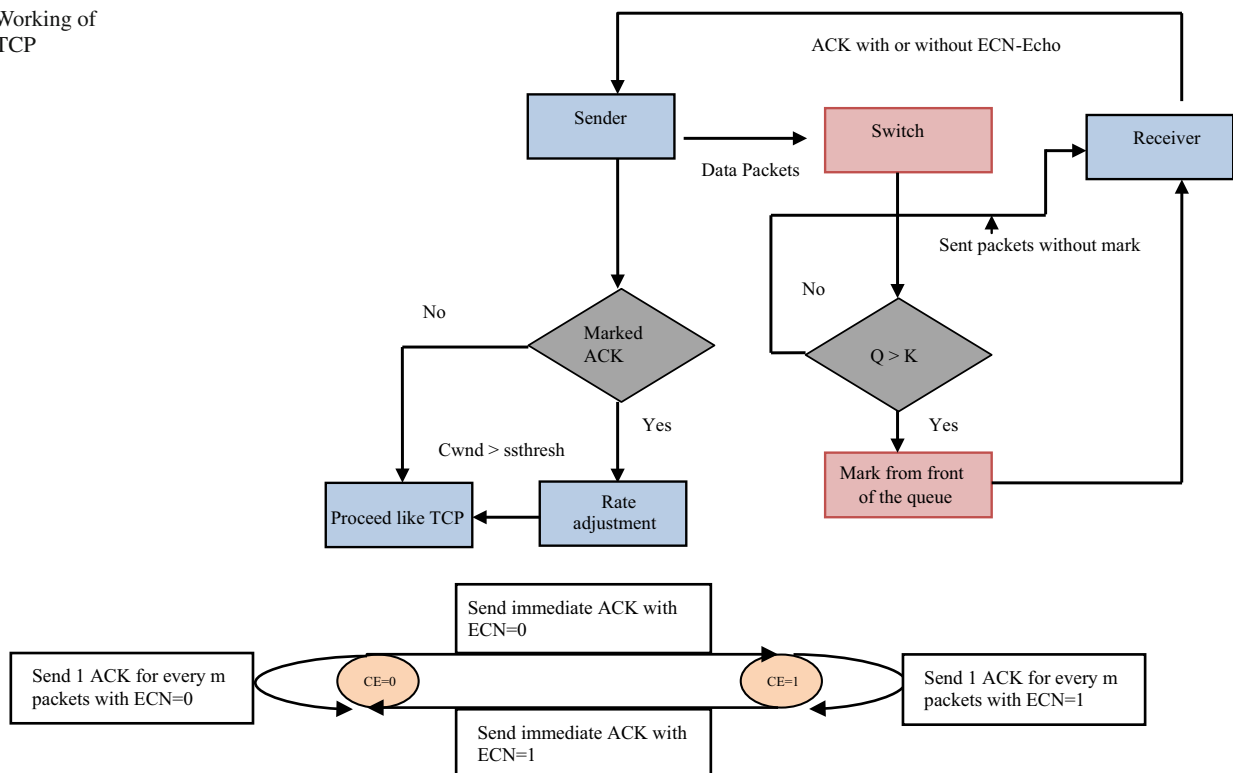 Working of
TCP
ACK with or without ECN-Echo
Sender
Switch
Receiver
Data Packets
Sent packets without mark
No
No
Marked
ACK
Q > K
Yes
Yes
Cwnd > ssthresh
Mark from front
of the queue
Proceed like TCP
Rate
adjustment
Send immediate ACK with
ECN=0
Send 1 ACK for every m
packets with ECN=0
CE=0
CE=1
Send 1 ACK for every m
packets with ECN=1
Send immediate ACK with
ECN=1